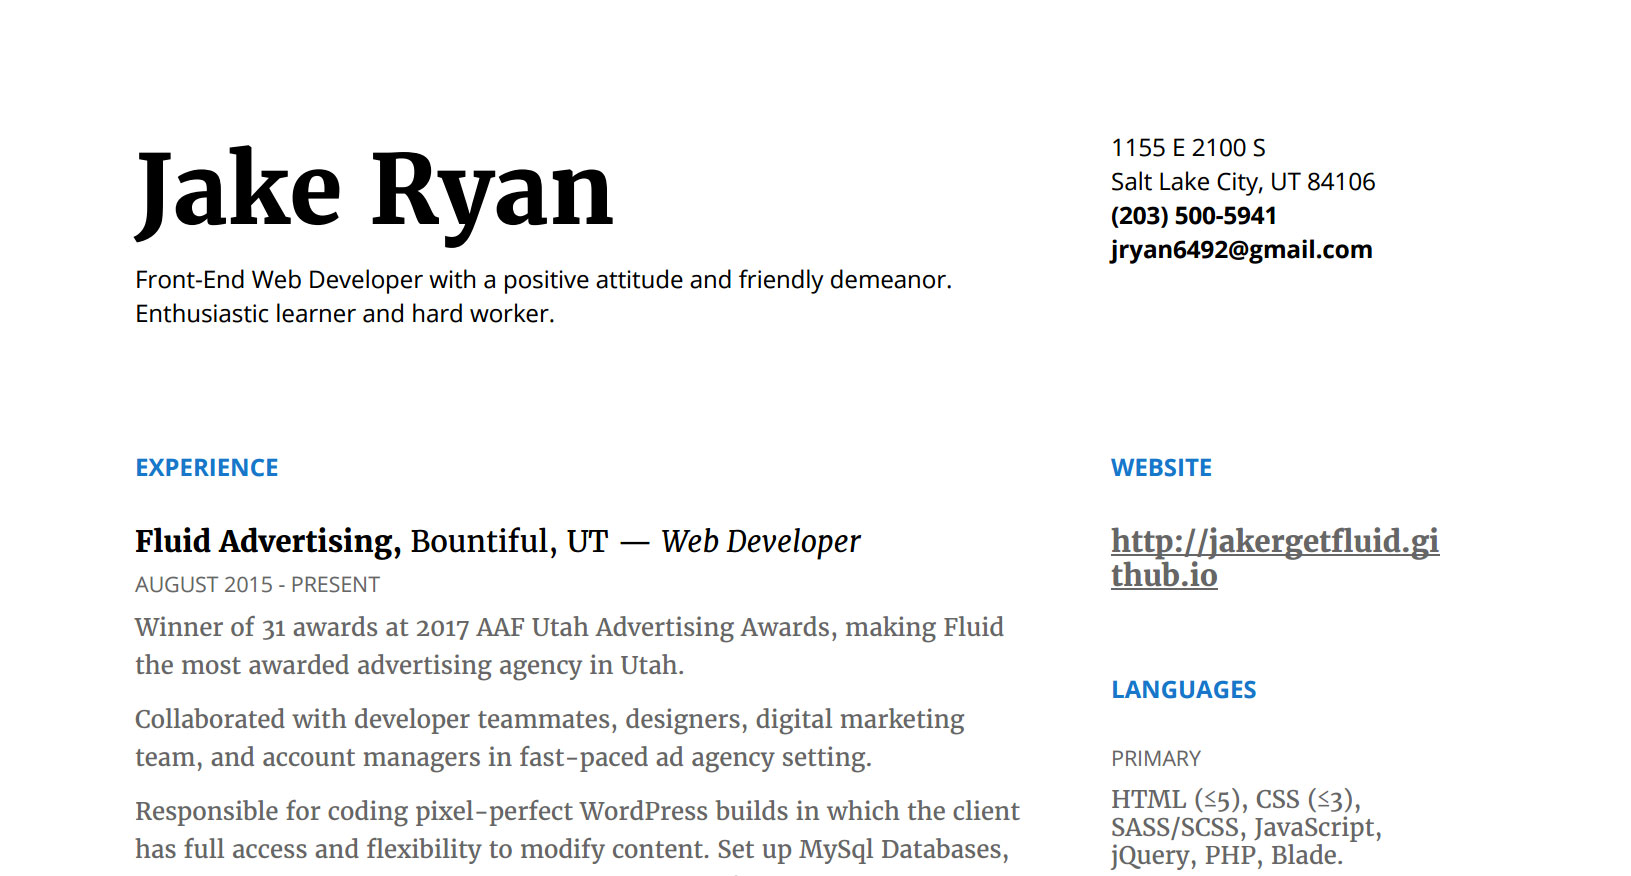 Jake Ryan
Front-End Web Developer with a positive attitude and friendly demeanor.
Enthusiastic learner and hard worker.
1155 E 2100 S
Salt Lake City, UT 84106
(203) 500-5941
jryan6492@gmail.com
EXPERIENCE
Fluid Advertising, Bountiful, UT — Web Developer
AUGUST 2015 - PRESENT
Winner of 31 awards at 2017 AAF Utah Advertising Awards, making Fluid
the most awarded advertising agency in Utah.
Collaborated with developer teammates, designers, digital marketing
team, and account managers in fast-paced ad agency setting.
Responsible for coding pixel-perfect WordPress builds in which the client
has full access and flexibility to modify content. Set up MySql Databases,
WEBSITE
http://jakergetfluid.gi
thub.io
LANGUAGES
PRIMARY
HTML (≤5), CSS (≤3),
SASS/SCSS, JavaScript,
jQuery, PHP, Blade.